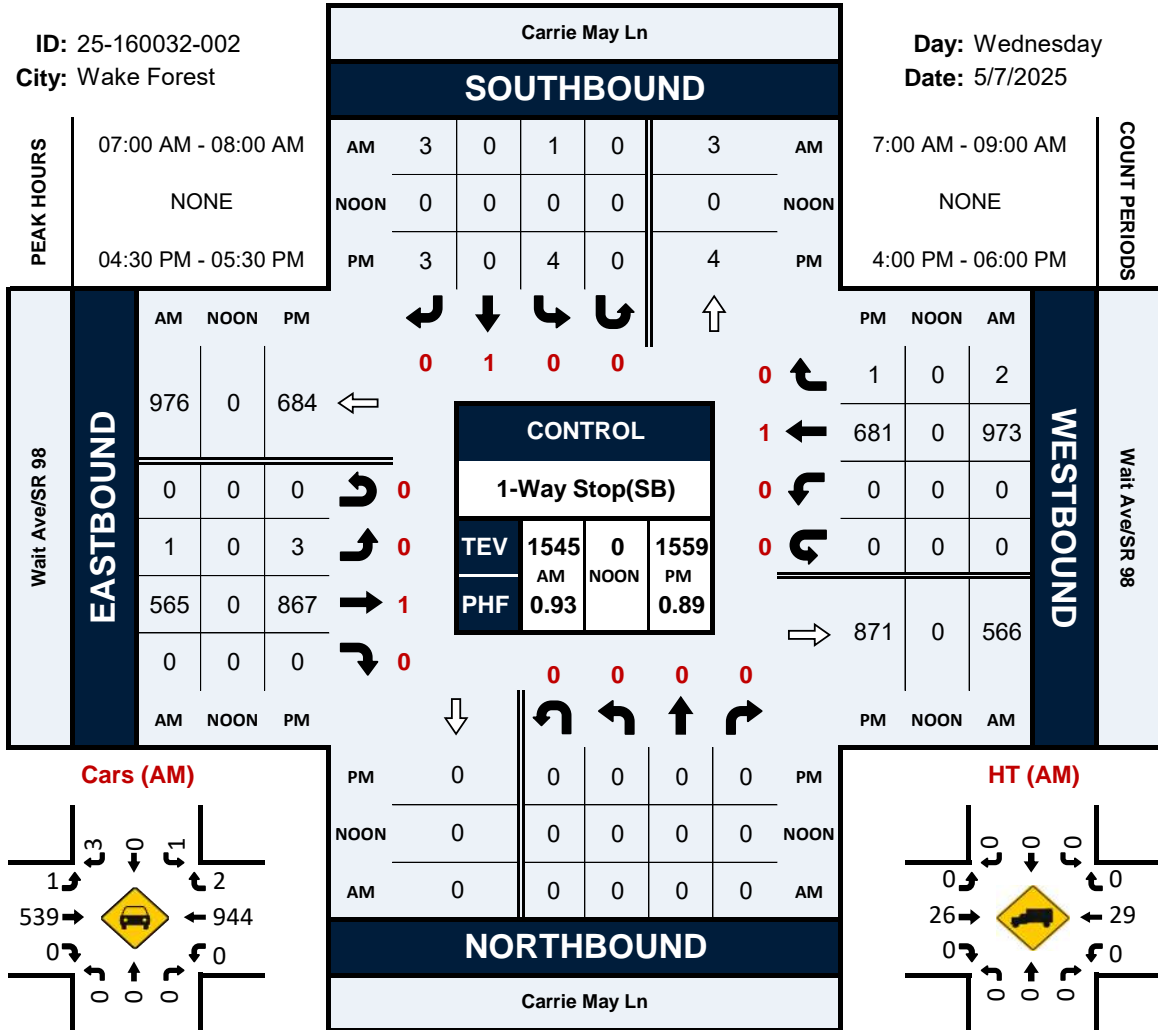 ID: 25-160032-002
City: Wake Forest
Carrie May Ln
SOUTHBOUND
Day: Wednesday
Date: 5/7/2025
PEAK HOURS
07:00 AM - 08:00 AM
NONE
04:30 PM - 05:30 PM
AM 3 0 1 0 3 AM
NOON 0 0 0 0 0 NOON
PM 3 0 4 0 4 PM
0 1 0 0
7:00 AM - 09:00 AM
NONE
4:00 PM - 06:00 PM
COUNT PERIODS
Wait Ave/SR 98
EASTBOUND
AM NOON PM
976 0 684
0 0 0 0
1 0 3 0
565 0 867 1
0 0 0 0
AM NOON PM
CONTROL
1-Way Stop(SB)
TEV 1545 0 1559
AM NOON PM
PHF 0.93 0.89
PM NOON AM
0 1 0 2
1 681 0 973
0 0 0 0
0 0 0 0
871 0 566
PM NOON AM
WESTBOUND
Wait Ave/SR 98
0 0 0 0
PM 0 0 0 0 0 PM
NOON 0 0 0 0 0 NOON
AM 0 0 0 0 0 AM
NORTHBOUND
Carrie May Ln
Cars (AM)
3 0 1
1 2
539 944
0 0
0 0 0
HT (AM)
0 0 0
0 0
26 29
0 0
0 0 0